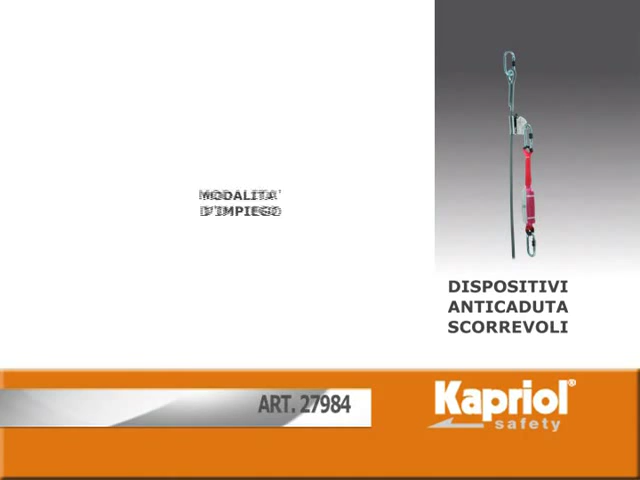 MODALITA'
D'IMPIEGO
DISPOSITIVI
ANTICADUTA
SCORREVOLI
ART. 27984
Kapriol®
safety